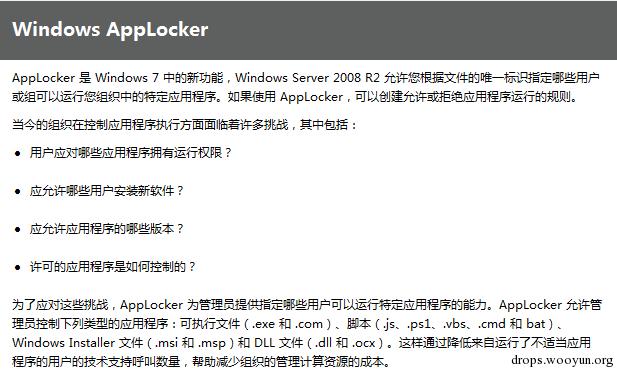 Windows AppLocker
AppLocker 是 Windows 7 中的新功能，Windows Server 2008 R2 允许您根据文件的唯一标识指定哪些用户
或组可以运行您组织中的特定应用程序。如果使用 AppLocker，可以创建允许或拒绝应用程序运行的规则。
当今的组织在控制应用程序执行方面面临着许多挑战，其中包括：
• 用户应对哪些应用程序拥有运行权限？
• 应允许哪些用户安装新软件？
• 应允许应用程序的哪些版本？
• 许可的应用程序是如何控制的？
为了应对这些挑战，AppLocker 为管理员提供指定哪些用户可以运行特定应用程序的能力。AppLocker 允许管
理员控制下列类型的应用程序：可执行文件（.exe 和 .com）、脚本（.js、.ps1、.vbs、.cmd 和 bat）、
Windows Installer 文件（.msi 和 .msp）和 DLL 文件（.dll 和 .ocx）。这样通过降低来自运行了不适当应用
程序的用户的技术支持呼叫数量，帮助减少组织的管理计算资源的成本。
drops.wooyun.org